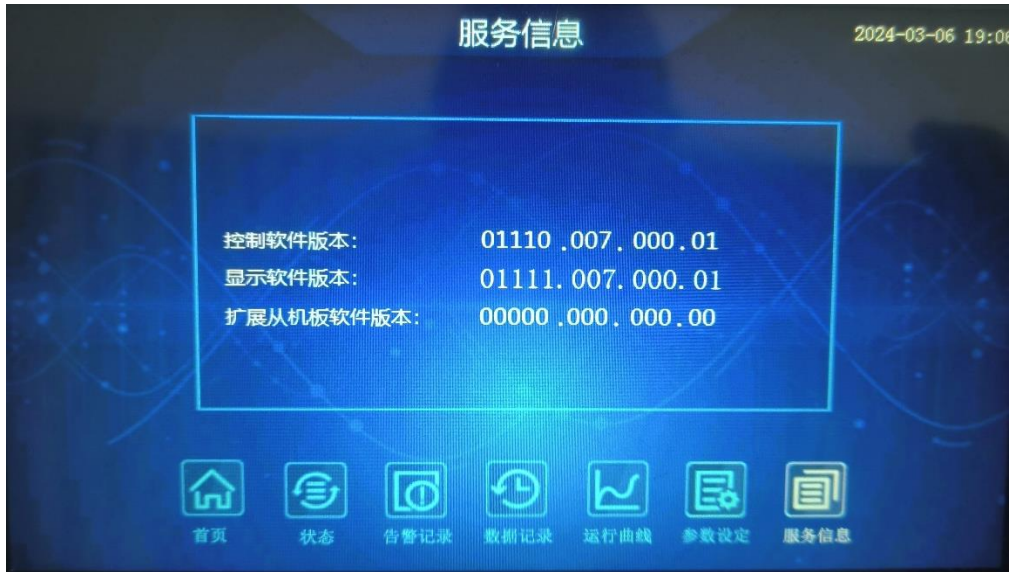 服务信息
2024-03-06 19:06
控制软件版本: 01110.007.000.01
显示软件版本: 01111.007.000.01
扩展从机板软件版本: 00000.000.000.00
首页 状态 告警记录 数据记录 运行曲线 参数设定 服务信息